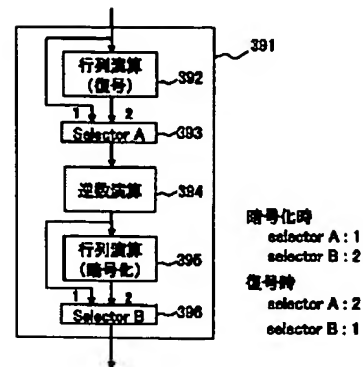 391
行列演算
(復号)
392
1 2
Selector A
393
逆数演算
394
行列演算
(暗号化)
395
1 2
Selector B
396
暗号化時
selector A : 1
selector B : 2
復号時
selector A : 2
selector B : 1